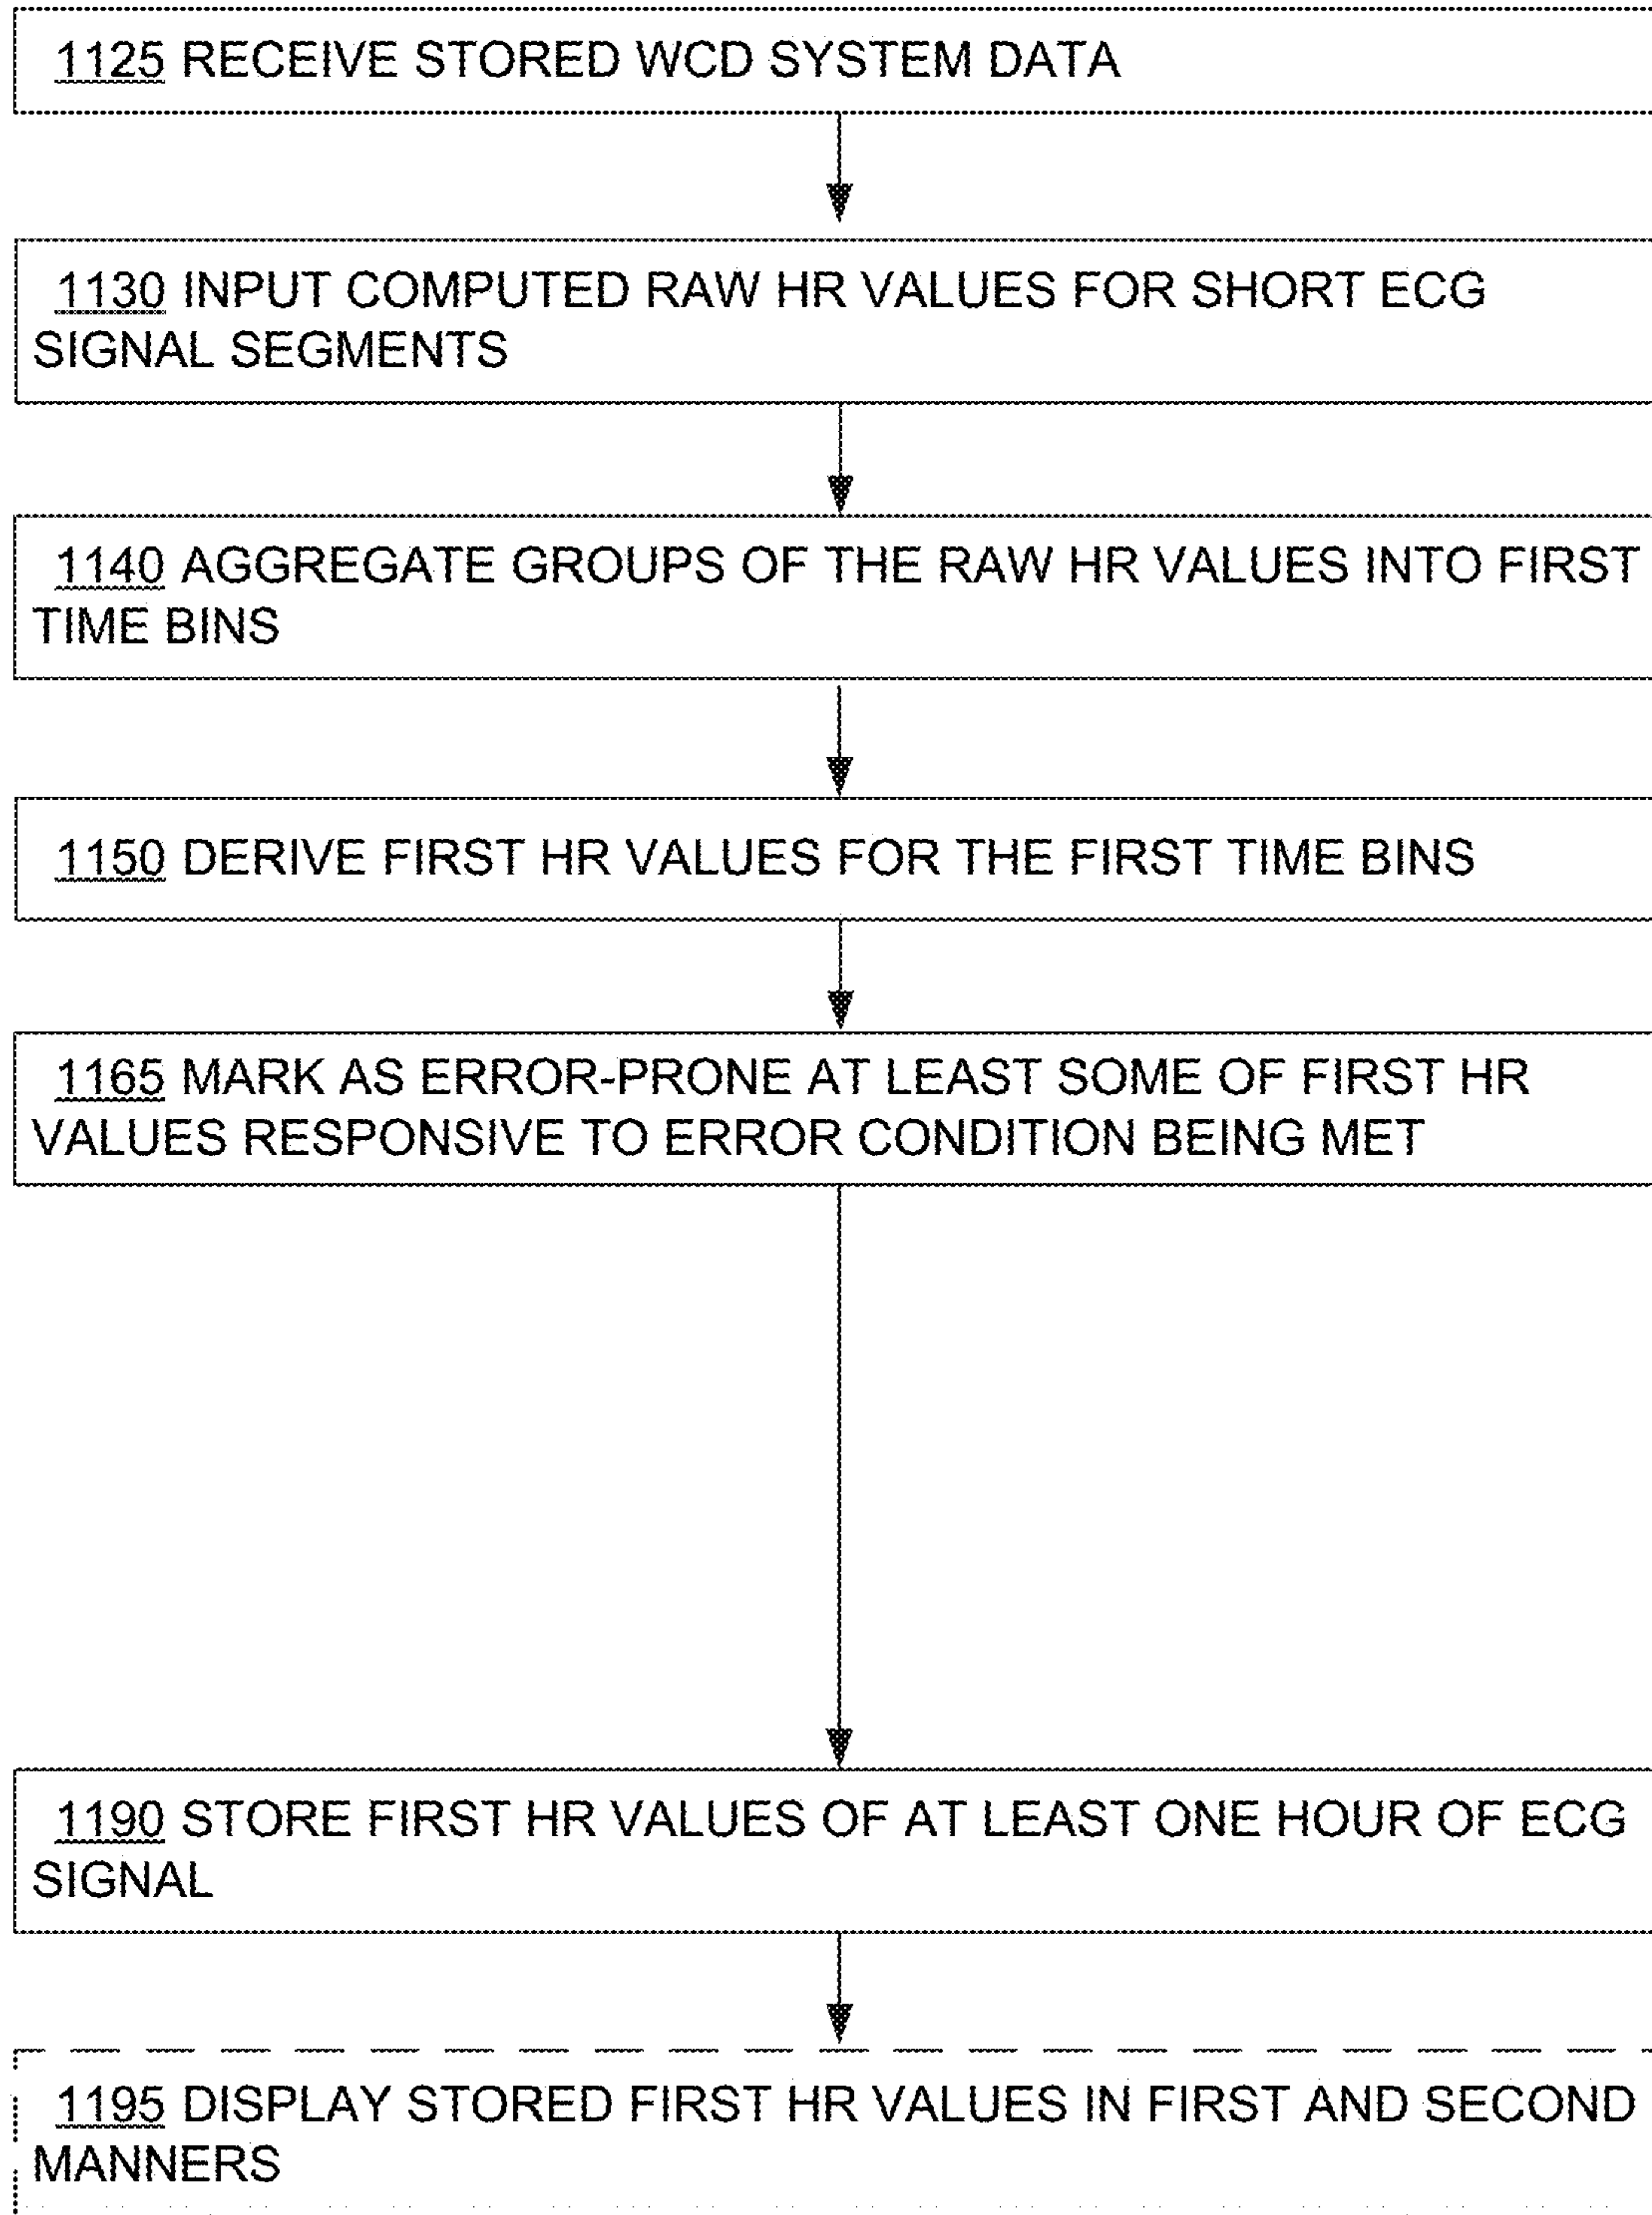 1125 RECEIVE STORED WCD SYSTEM DATA
1130 INPUT COMPUTED RAW HR VALUES FOR SHORT ECG
SIGNAL SEGMENTS
1140 AGGREGATE GROUPS OF THE RAW HR VALUES INTO FIRST
TIME BINS
1150 DERIVE FIRST HR VALUES FOR THE FIRST TIME BINS
1165 MARK AS ERROR-PRONE AT LEAST SOME OF FIRST HR
VALUES RESPONSIVE TO ERROR CONDITION BEING MET
1190 STORE FIRST HR VALUES OF AT LEAST ONE HOUR OF ECG
SIGNAL
1195 DISPLAY STORED FIRST HR VALUES IN FIRST AND SECOND
MANNERS